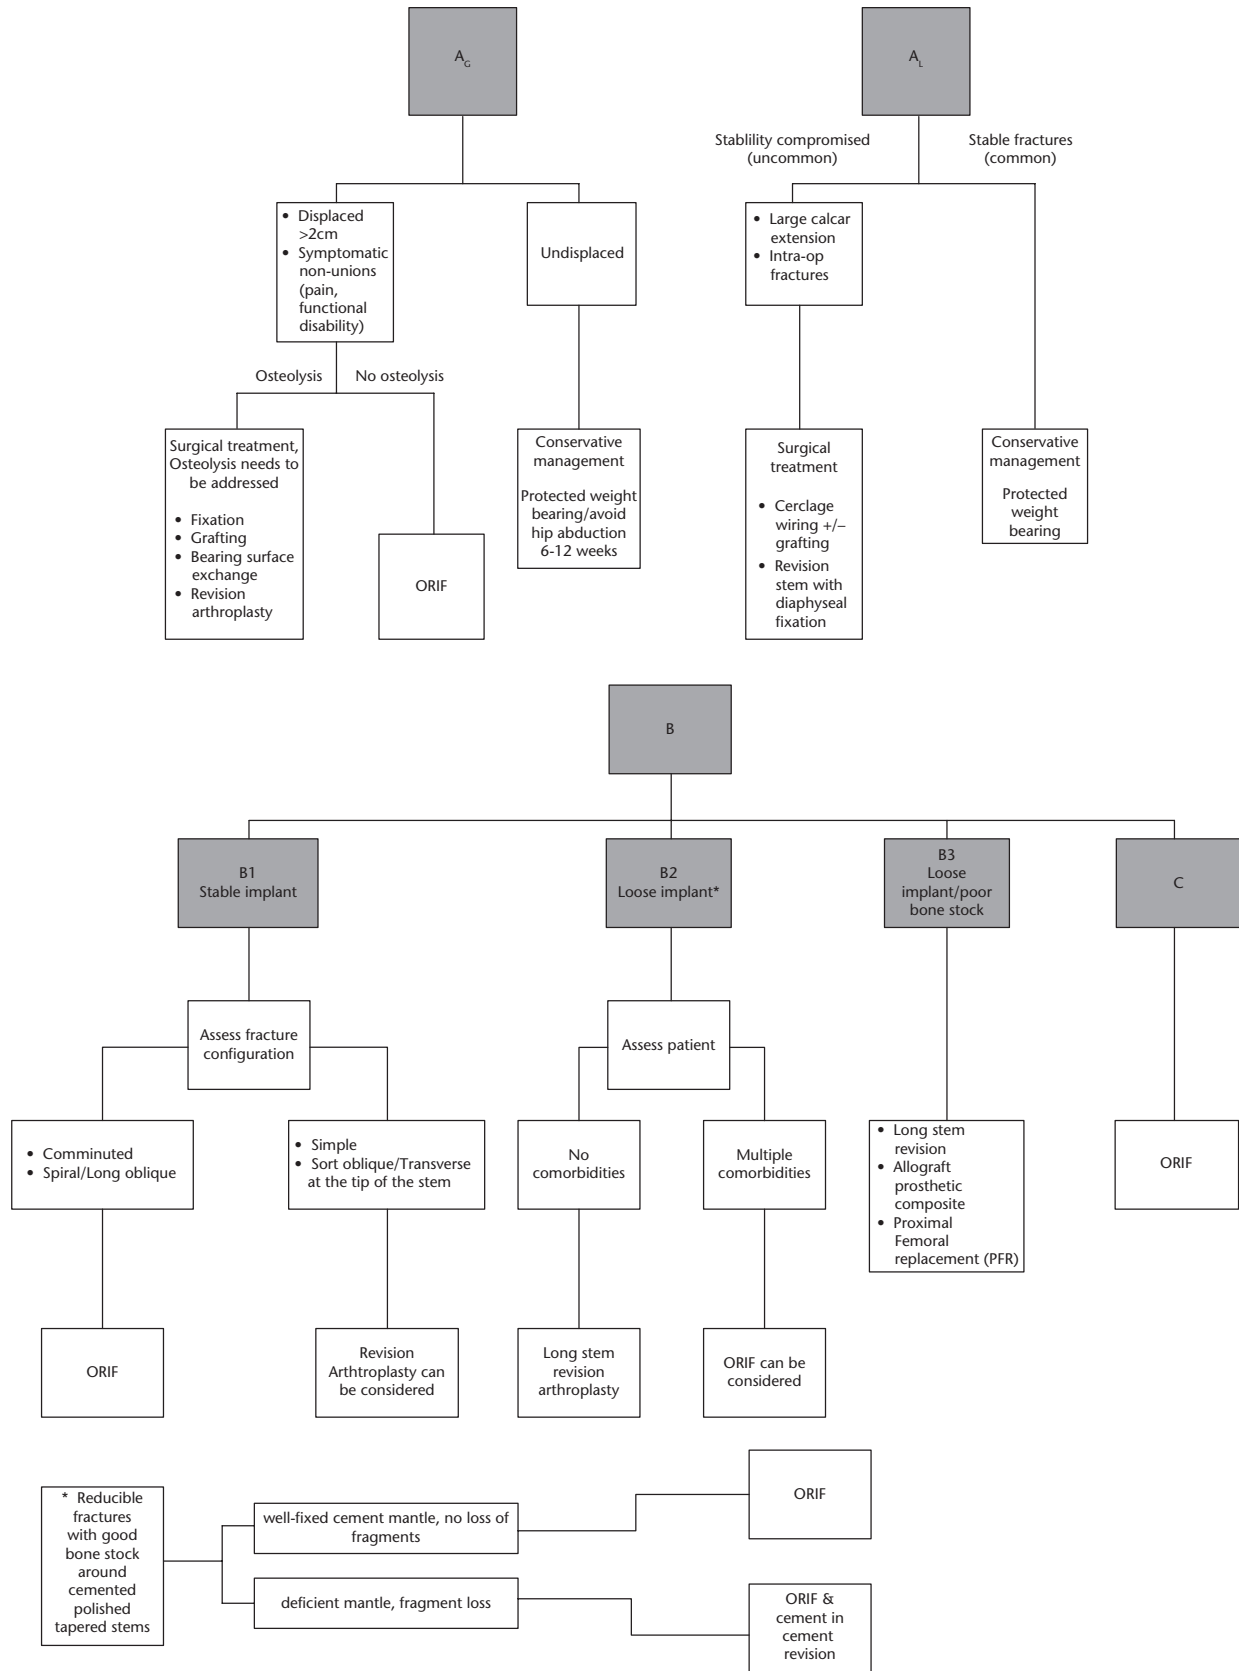 A_G
A_L
Stablility compromised
(uncommon)
Stable fractures
(common)
• Displaced
>2cm
• Symptomatic
non-unions
(pain,
functional
disability)
Undisplaced
• Large calcar
extension
• Intra-op
fractures
Osteolysis
No osteolysis
Surgical treatment,
Osteolysis needs to
be addressed
• Fixation
• Grafting
• Bearing surface
exchange
• Revision
arthroplasty
ORIF
Conservative
management
Protected weight
bearing/avoid
hip abduction
6-12 weeks
Surgical
treatment
• Cerclage
wiring +/–
grafting
• Revision
stem with
diaphyseal
fixation
Conservative
management
Protected
weight
bearing
B
B1
Stable implant
B2
Loose implant*
B3
Loose
implant/poor
bone stock
C
Assess fracture
configuration
Assess patient
• Comminuted
• Spiral/Long oblique
• Simple
• Sort oblique/Transverse
at the tip of the stem
No
comorbidities
Multiple
comorbidities
• Long stem
revision
• Allograft
prosthetic
composite
• Proximal
Femoral
replacement (PFR)
ORIF
ORIF
Revision
Arthtroplasty can
be considered
Long stem
revision
arthroplasty
ORIF can be
considered
* Reducible
fractures
with good
bone stock
around
cemented
polished
tapered stems
well-fixed cement mantle, no loss of
fragments
ORIF
deficient mantle, fragment loss
ORIF &
cement in
cement
revision